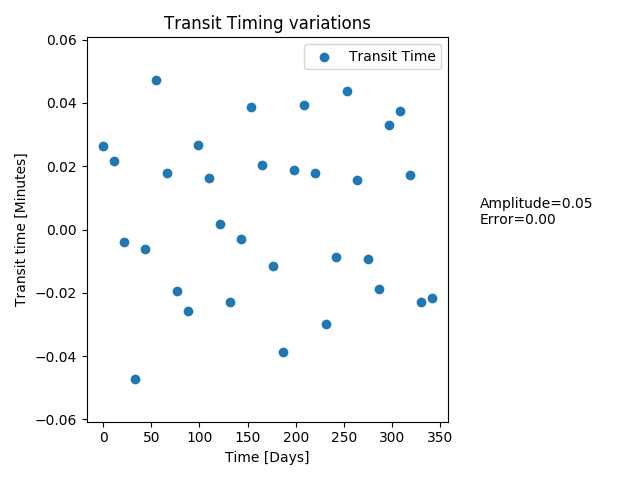 Transit Timing variations
Transit Time
0.06
0.04
0.02
0.00
−0.02
−0.04
−0.06
Transit time [Minutes]
0
50
100
150
200
250
300
350
Time [Days]
Amplitude=0.05
Error=0.00